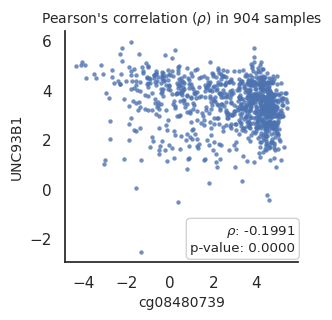 Pearson's correlation (ρ) in 904 samples
6
4
2
0
−2
UNC93B1
ρ: -0.1991
p-value: 0.0000
−4 −2 0 2 4
cg08480739